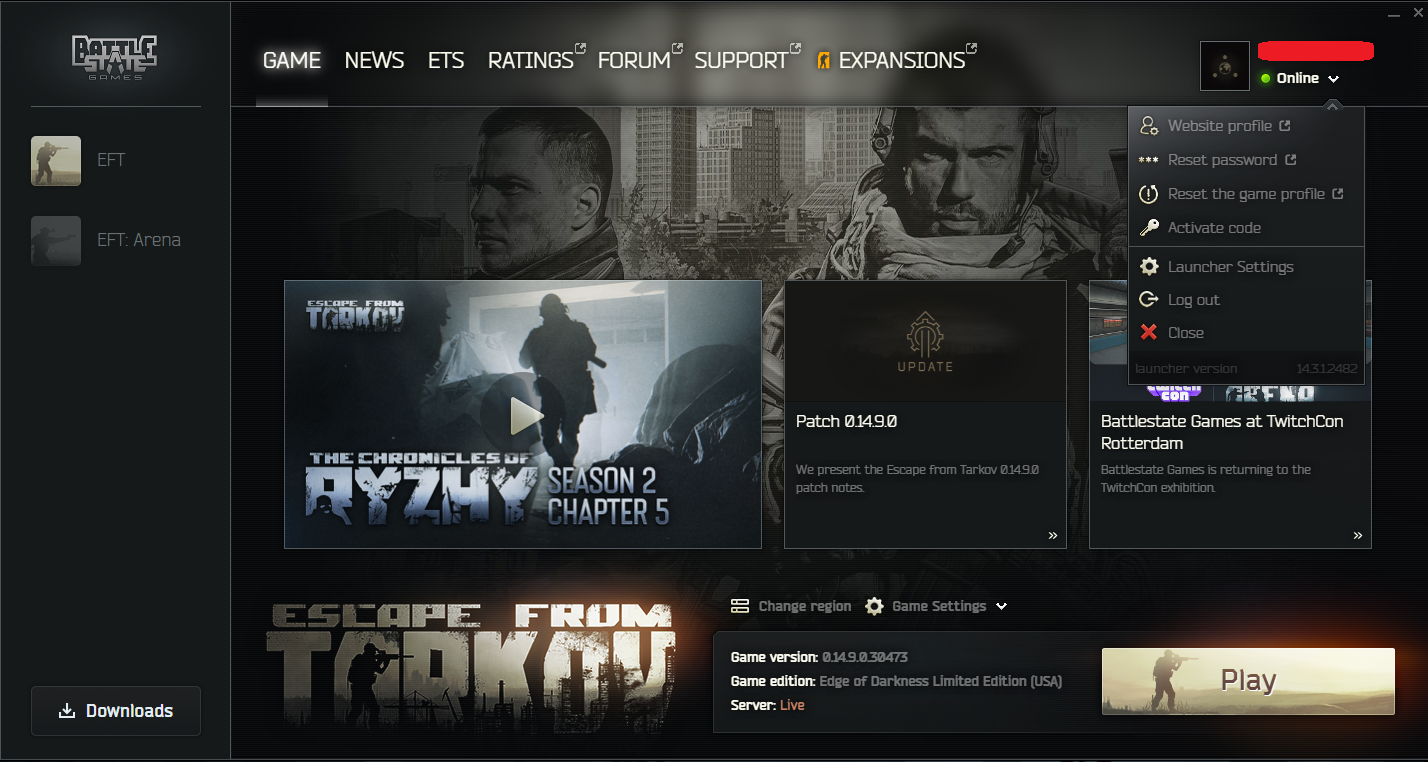 BATTLE
STATE
GAMES
GAME NEWS ETS RATINGS FORUM SUPPORT EXPANSIONS
Online
EFT
EFT: Arena
Website profile
Reset password
Reset the game profile
Activate code
Launcher Settings
Log out
Close
launcher version 14.3.1.2482
ESCAPE FROM
TARKOV
THE CHRONICLES OF
RYZHY
SEASON 2
CHAPTER 5
UPDATE
Patch 0.14.9.0
We present the Escape from Tarkov 0.14.9.0
patch notes.
»
twitch
con
ARENA
Battlestate Games at TwitchCon
Rotterdam
Battlestate Games is returning to the
TwitchCon exhibition.
»
ESCAPE FROM
TARKOV
Change region Game Settings
Game version: 0.14.9.0.30473
Game edition: Edge of Darkness Limited Edition (USA)
Server: Live
Play
Downloads